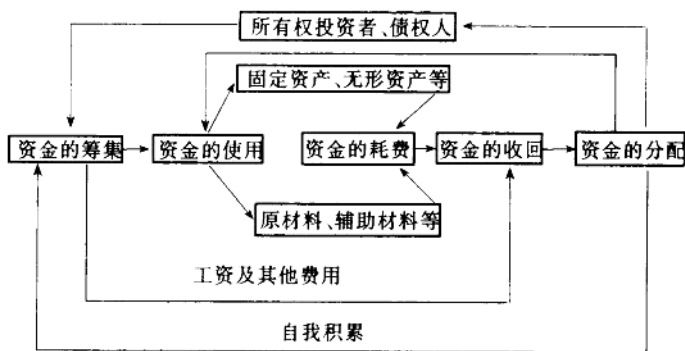 所有权投资者、债权人
固定资产、无形资产等
资金的筹集
资金的使用
资金的耗费
资金的收回
资金的分配
原材料、辅助材料等
工资及其他费用
自我积累